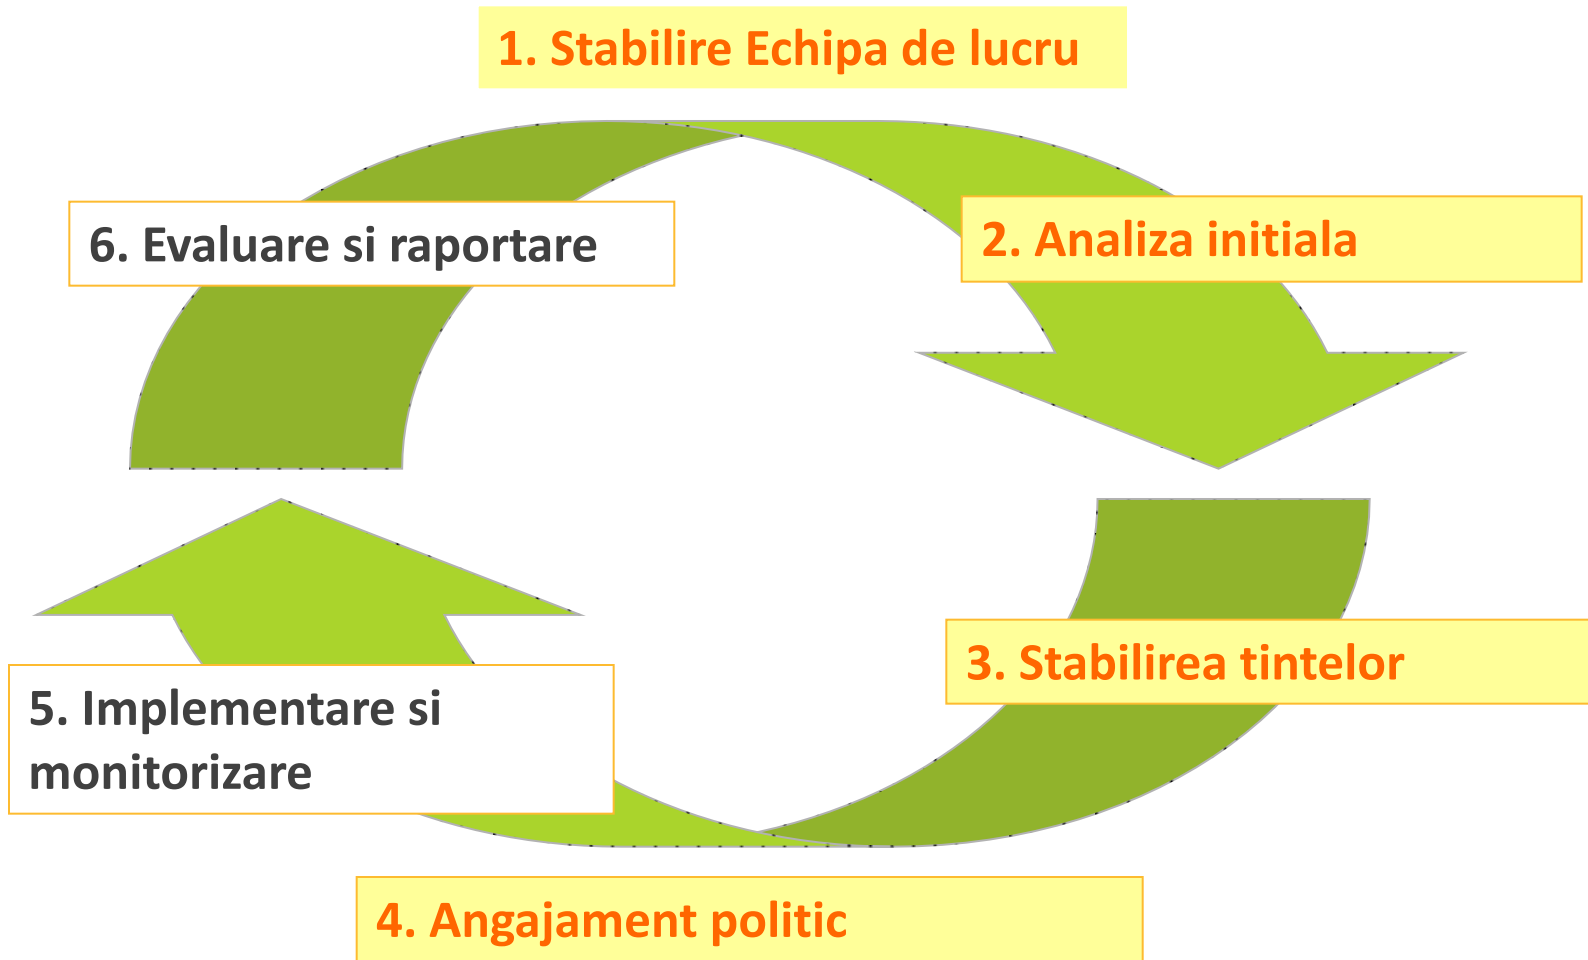 1. Stabilire Echipa de lucru
2. Analiza initiala
3. Stabilirea tintelor
4. Angajament politic
5. Implementare si
monitorizare
6. Evaluare si raportare